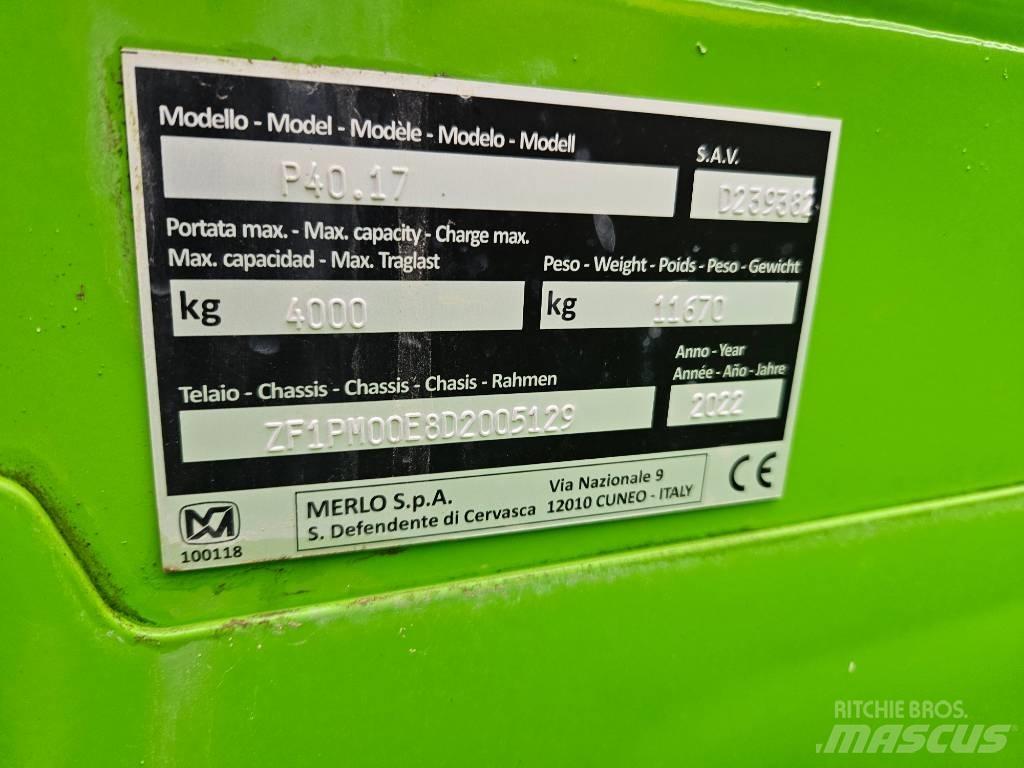 Modello - Model - Modèle - Modelo - Modell
S.A.V.
P40.17
D239382
Portata max. - Max. capacity - Charge max.
Max. capacidad - Max. Traglast
Peso - Weight - Poids - Peso - Gewicht
kg 4000
kg 11670
Anno - Year
Année - Año - Jahre
Telaio - Chassis - Chassis - Chasis - Rahmen
ZF1PM00E8D2005129
2022
MERLO S.p.A.
S. Defendente di Cervasca
Via Nazionale 9
12010 CUNEO - ITALY
CE
100118
RITCHIE BROS.
MASCUS